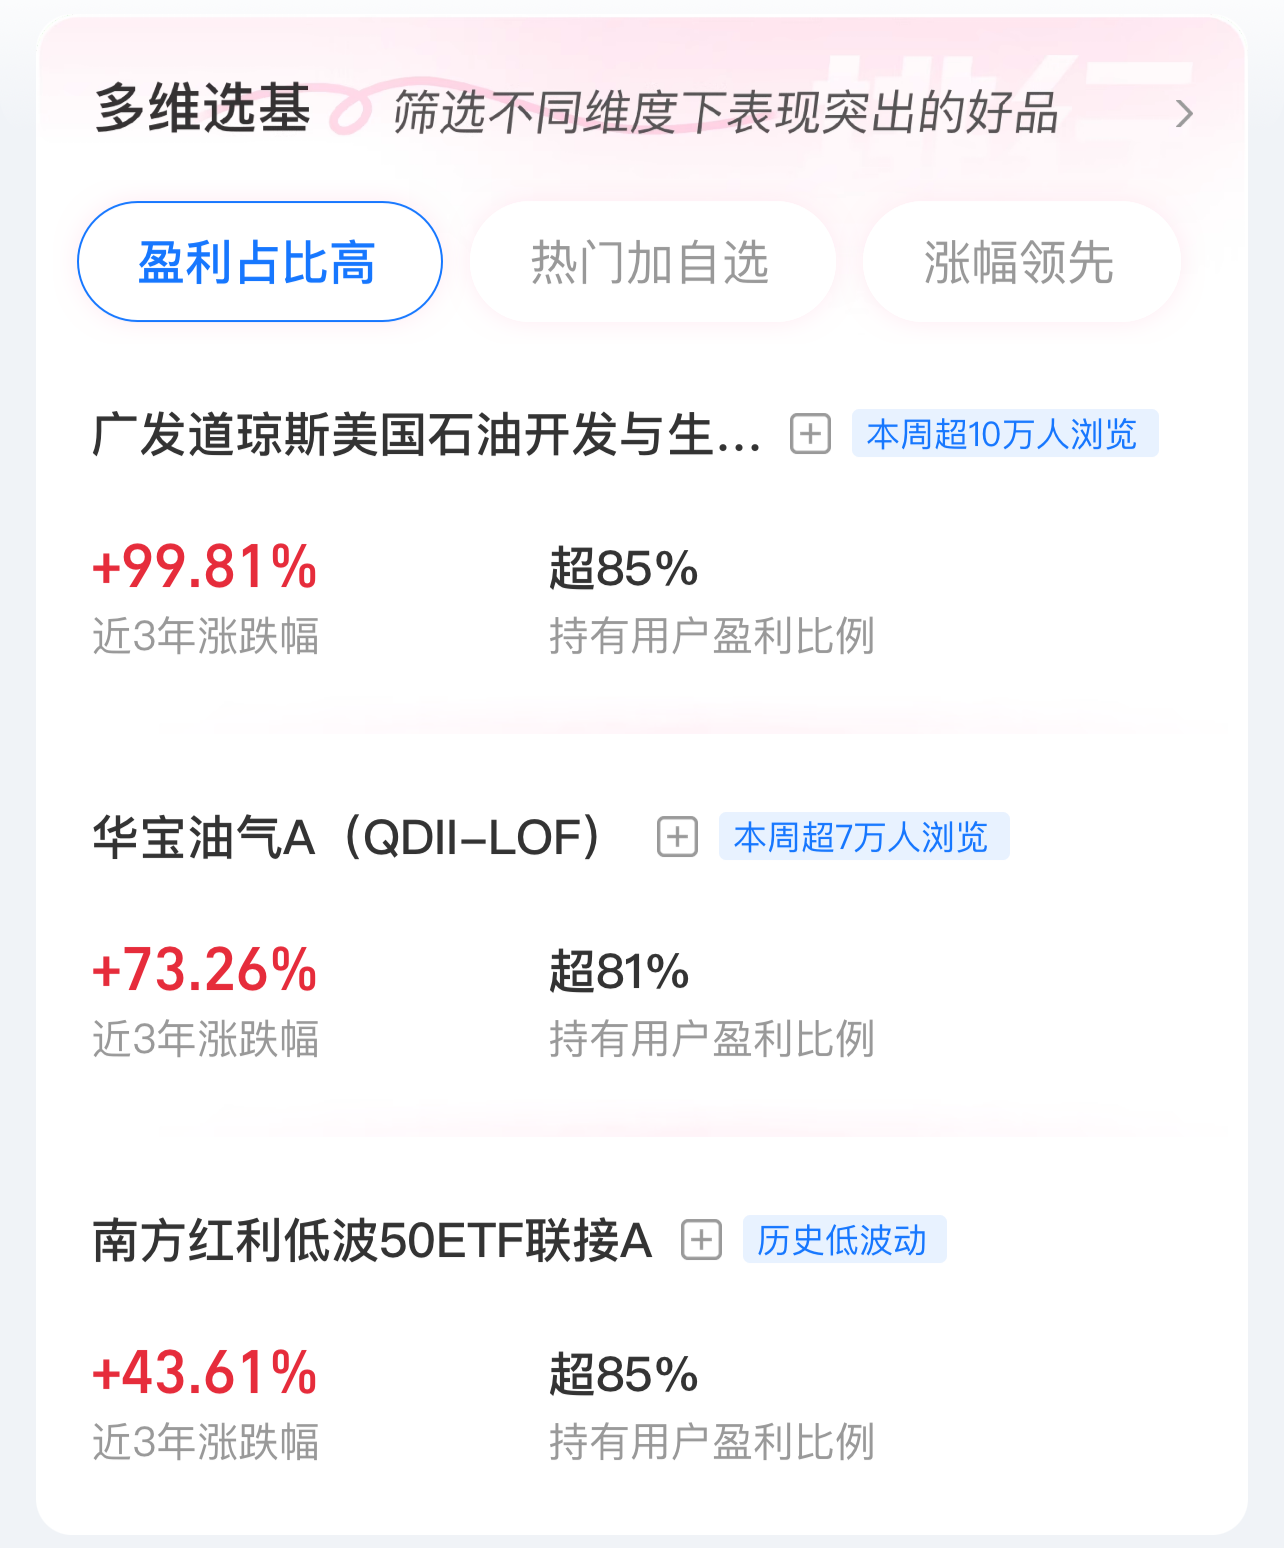 多维选基 筛选不同维度下表现突出的好品
盈利占比高 热门加自选 涨幅领先
广发道琼斯美国石油开发与生... 本周超10万人浏览
+99.81% 超85%
近3年涨跌幅 持有用户盈利比例
华宝油气A（QDII-LOF） 本周超7万人浏览
+73.26% 超81%
近3年涨跌幅 持有用户盈利比例
南方红利低波50ETF联接A 历史低波动
+43.61% 超85%
近3年涨跌幅 持有用户盈利比例